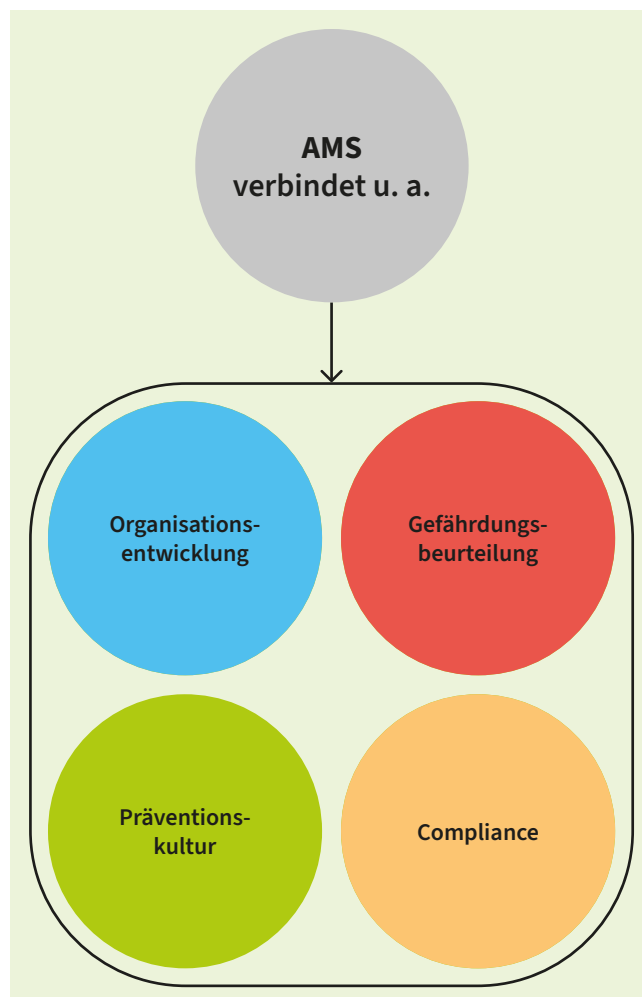 AMS
verbindet u. a.
Organisations-
entwicklung
Gefährdungs-
beurteilung
Präventions-
kultur
Compliance